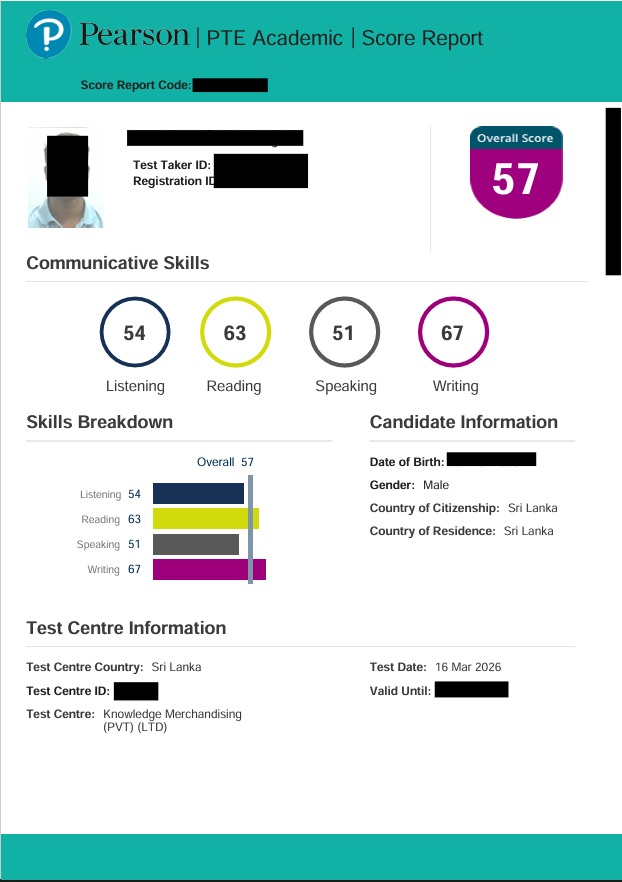 Pearson | PTE Academic | Score Report
Score Report Code:
Test Taker ID:
Registration ID
Overall Score
57
Communicative Skills
54 63 51 67
Listening Reading Speaking Writing
Skills Breakdown
Overall 57
Listening 54
Reading 63
Speaking 51
Writing 67
Candidate Information
Date of Birth:
Gender: Male
Country of Citizenship: Sri Lanka
Country of Residence: Sri Lanka
Test Centre Information
Test Centre Country: Sri Lanka
Test Centre ID:
Test Centre: Knowledge Merchandising
(PVT) (LTD)
Test Date: 16 Mar 2026
Valid Until: